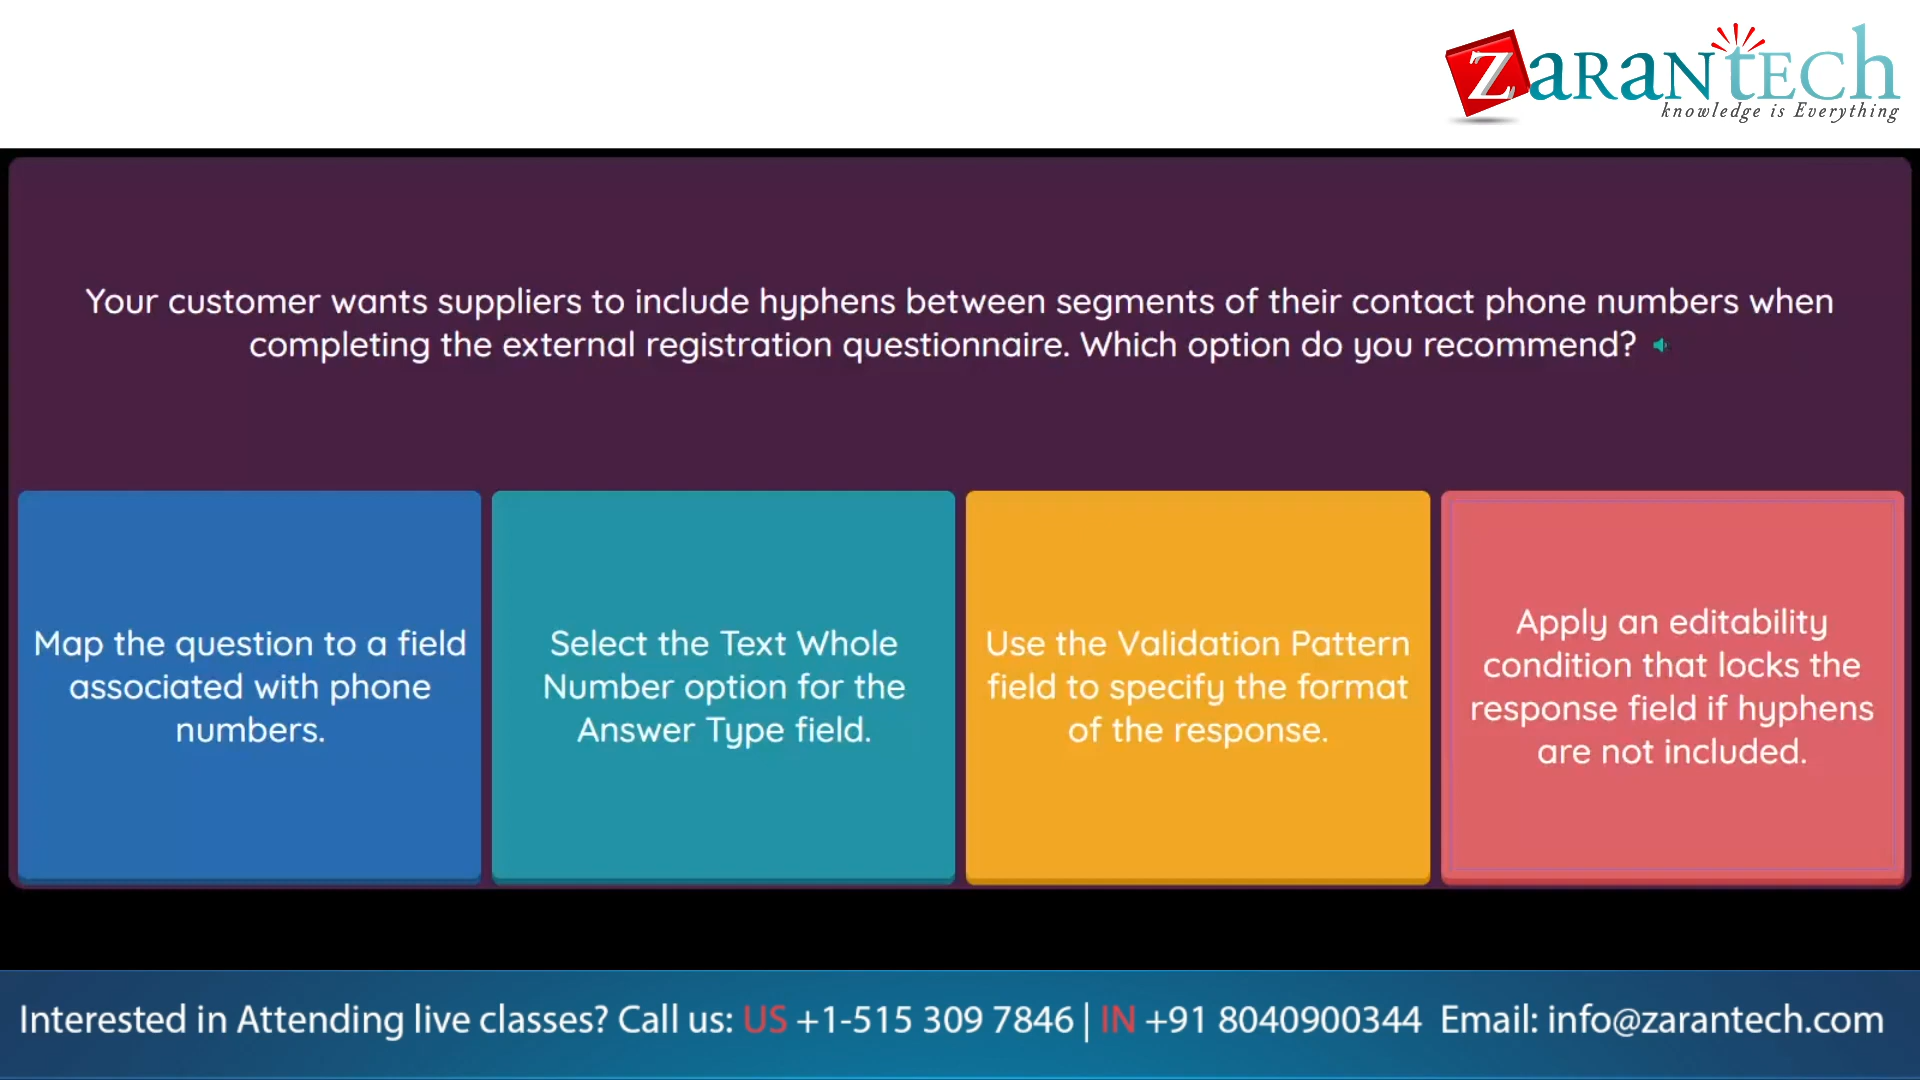 ZaranTech
knowledge is Everything
Your customer wants suppliers to include hyphens between segments of their contact phone numbers when
completing the external registration questionnaire. Which option do you recommend?
Map the question to a field
associated with phone
numbers.
Select the Text Whole
Number option for the
Answer Type field.
Use the Validation Pattern
field to specify the format
of the response.
Apply an editability
condition that locks the
response field if hyphens
are not included.
Interested in Attending live classes? Call us: US +1-515 309 7846 | IN +91 8040900344 Email: info@zarantech.com